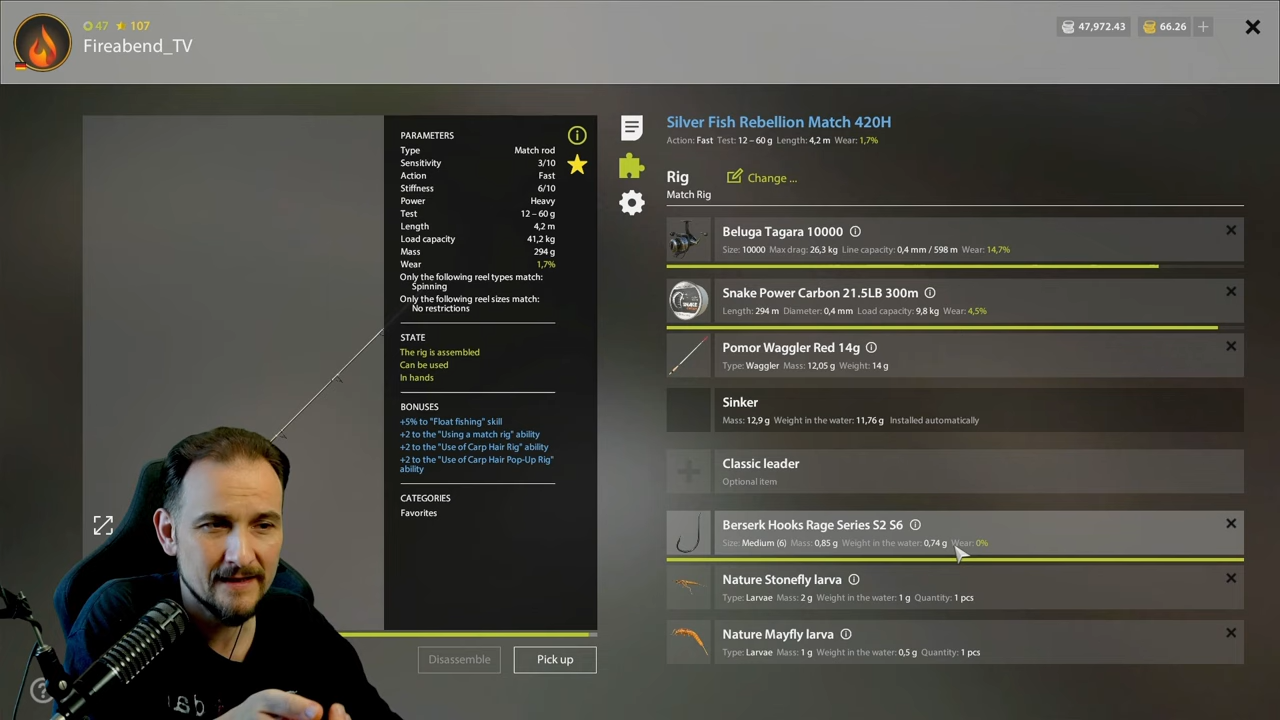 47 107
Fireabend_TV
47,972.43
66.26
PARAMETERS
Type Match rod
Sensitivity 3/10
Action Fast
Stiffness 6/10
Power Heavy
Test 12 – 60 g
Length 4,2 m
Load capacity 41,2 kg
Mass 294 g
Wear 1,7%
Only the following reel types match:
Spinning
Only the following reel sizes match:
No restrictions
STATE
The rig is assembled
Can be used
In hands
BONUSES
+5% to "Float fishing" skill
+2 to the "Using a match rig" ability
+2 to the "Use of Carp Hair Rig" ability
+2 to the "Use of Carp Hair Pop-Up Rig"
ability
CATEGORIES
Favorites
Disassemble
Pick up
Silver Fish Rebellion Match 420H
Action: Fast Test: 12 – 60 g Length: 4,2 m Wear: 1,7%
Rig
Change ...
Match Rig
Beluga Tagara 10000
Size: 10000 Max drag: 26,3 kg Line capacity: 0,4 mm / 598 m Wear: 14,7%
Snake Power Carbon 21.5LB 300m
Length: 294 m Diameter: 0,4 mm Load capacity: 9,8 kg Wear: 4,5%
Pomor Waggler Red 14g
Type: Waggler Mass: 12,05 g Weight: 14 g
Sinker
Mass: 12,9 g Weight in the water: 11,76 g Installed automatically
Classic leader
Optional item
Berserk Hooks Rage Series S2 S6
Size: Medium (6) Mass: 0,85 g Weight in the water: 0,74 g Wear: 0%
Nature Stonefly larva
Type: Larvae Mass: 2 g Weight in the water: 1 g Quantity: 1 pcs
Nature Mayfly larva
Type: Larvae Mass: 1 g Weight in the water: 0,5 g Quantity: 1 pcs